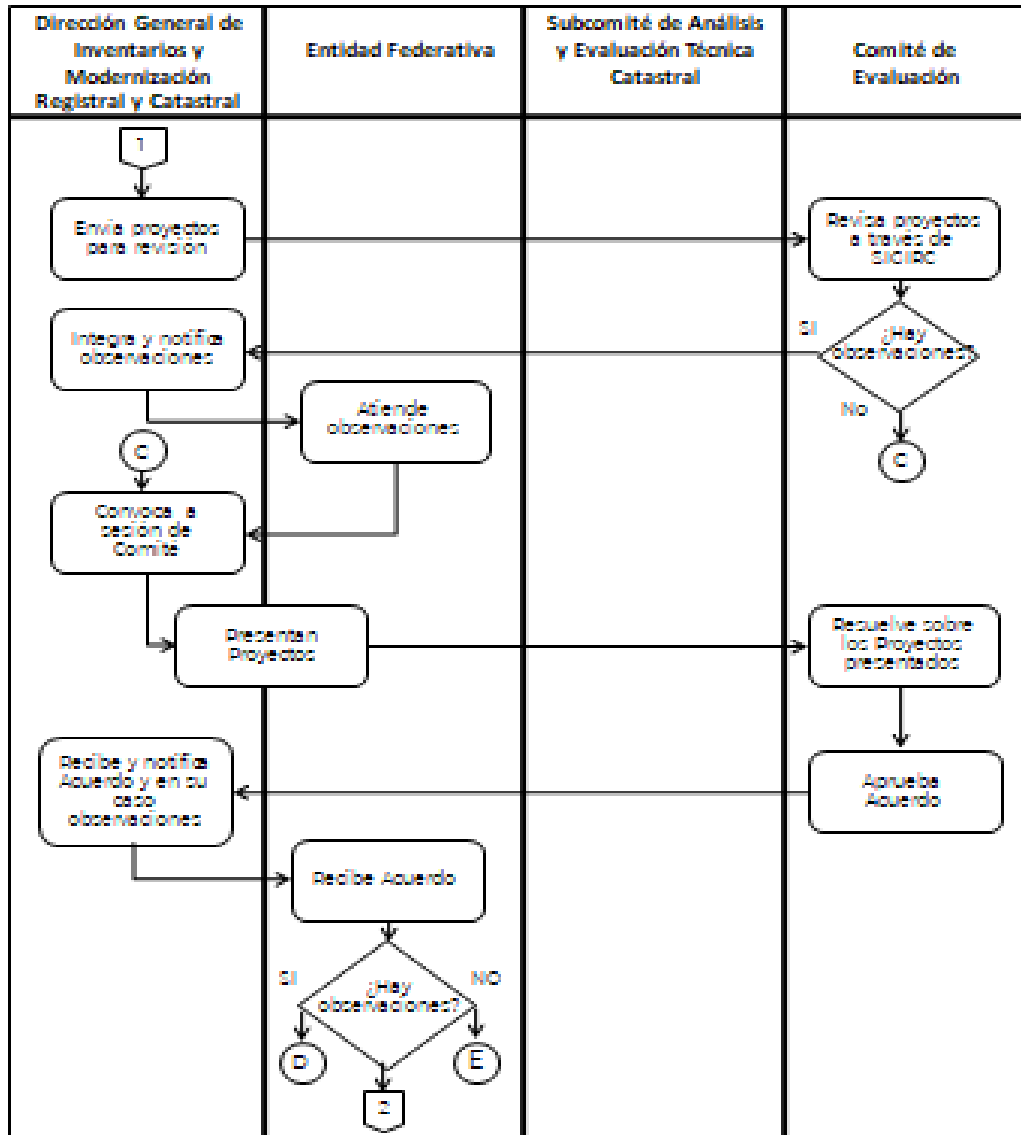 Dirección General de
Inventarios y
Modernización
Registral y Catastral
Entidad Federativa
Subcomité de Análisis
y Evaluación Técnica
Catastral
Comité de
Evaluación
1
Envía proyectos
para revisión
Revisa proyectos
a través de
SIGIRC
Integra y notifica
observaciones
SI
¿Hay
observaciones?
No
C
Atiende
observaciones
C
Convoca a
sesión de
Comité
Presentan
Proyectos
Resuelve sobre
los Proyectos
presentados
Recibe y notifica
Acuerdo y en su
caso
observaciones
Aprueba
Acuerdo
Recibe Acuerdo
SI
¿Hay
observaciones?
NO
D
E
2